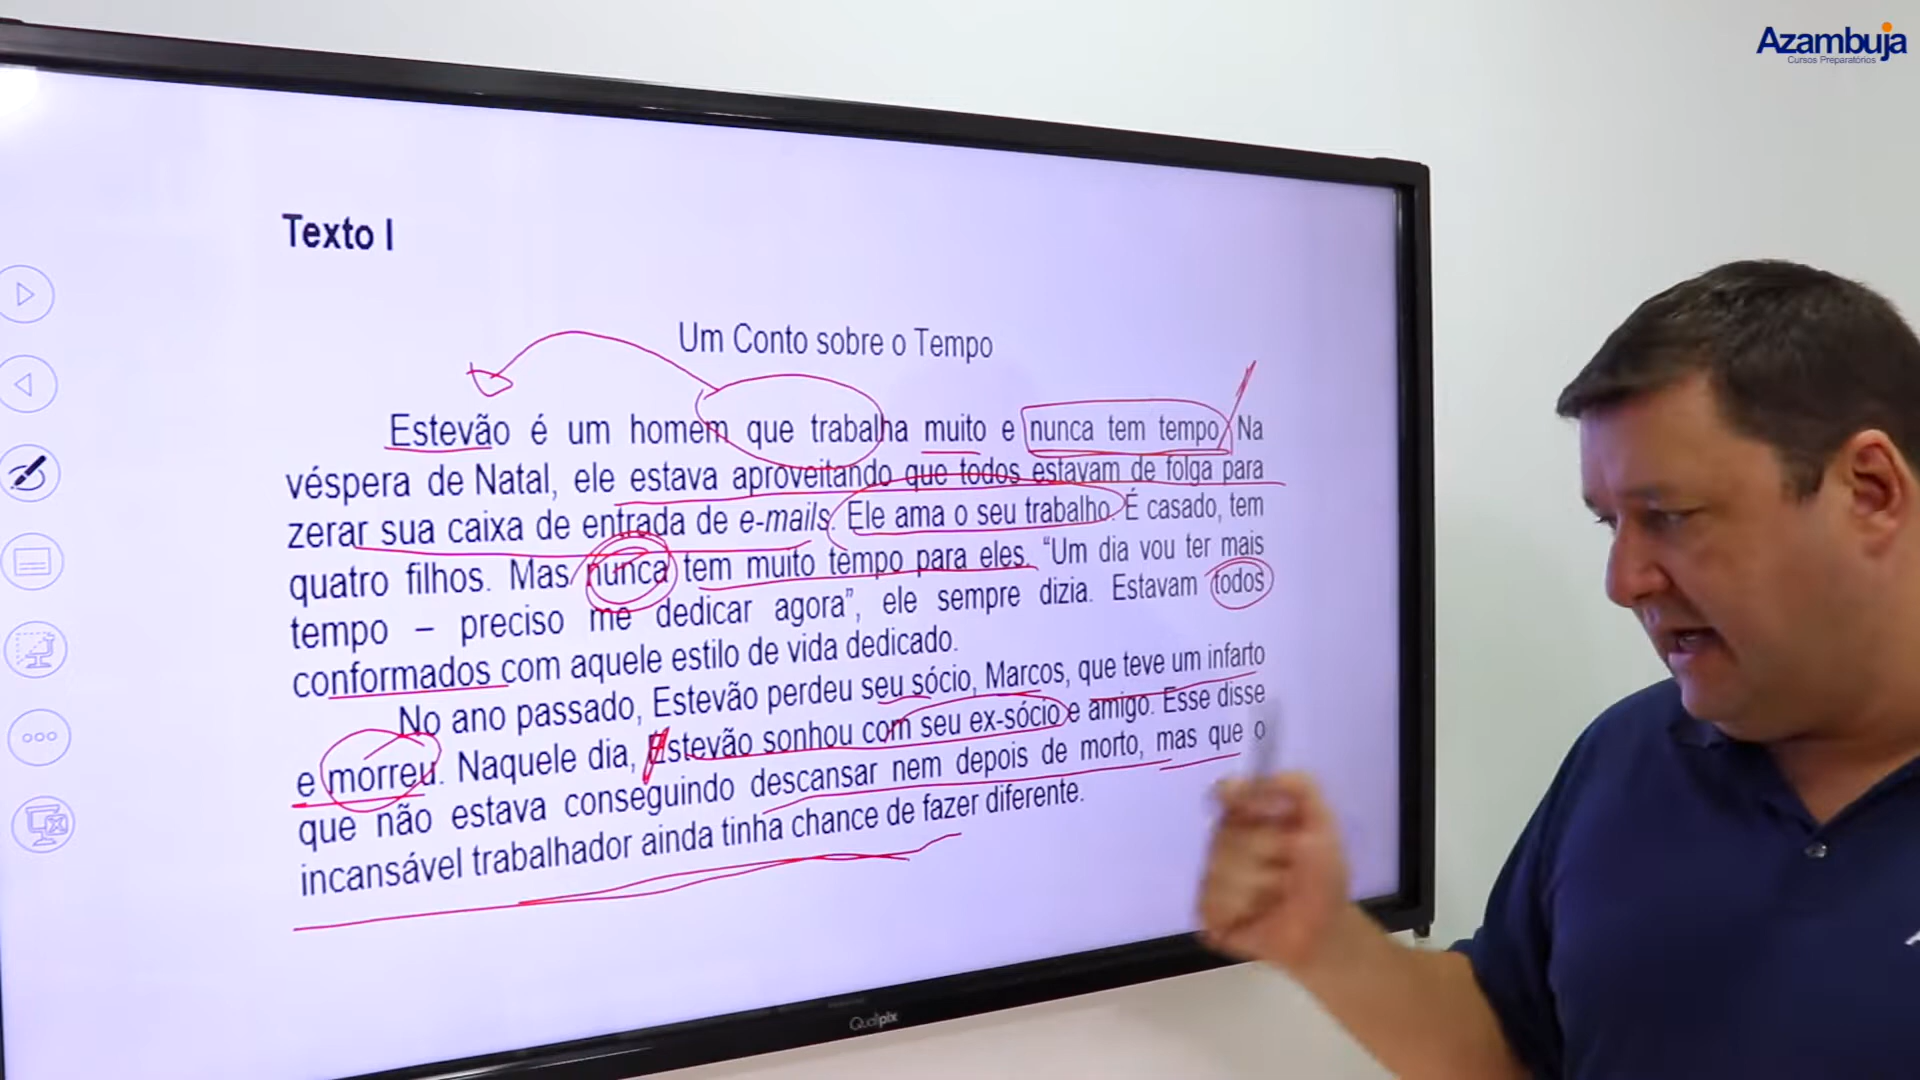 Azambuja
Cursos Preparatórios
Texto I
Um Conto sobre o Tempo
Estevão é um homem que trabalha muito e nunca tem tempo. Na
véspera de Natal, ele estava aproveitando que todos estavam de folga para
zerar sua caixa de entrada de e-mails. Ele ama o seu trabalho. É casado, tem
quatro filhos. Mas nunca tem muito tempo para eles. “Um dia vou ter mais
tempo – preciso me dedicar agora”, ele sempre dizia. Estavam todos
conformados com aquele estilo de vida dedicado.
No ano passado, Estevão perdeu seu sócio, Marcos, que teve um infarto
e morreu. Naquele dia, Estevão sonhou com seu ex-sócio e amigo. Esse disse
que não estava conseguindo descansar nem depois de morto, mas que o
incansável trabalhador ainda tinha chance de fazer diferente.
Qualipix